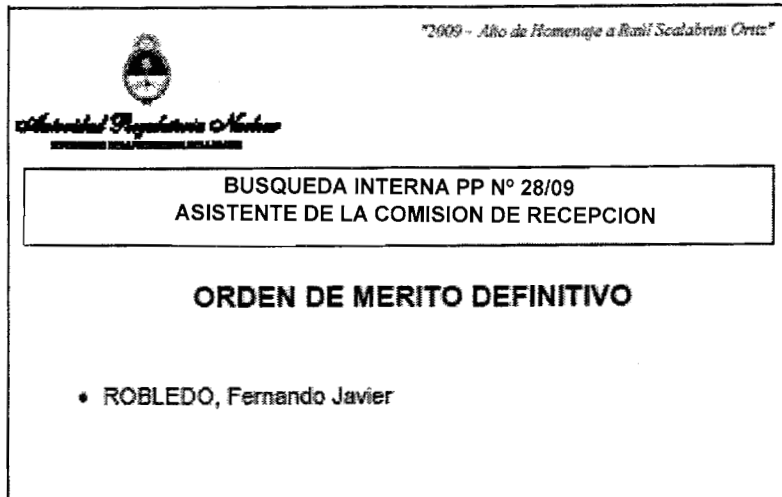 "2009 - Año de Homenaje a Raúl Scalabrini Ortiz"
Autoridad Regulatoria Nuclear
BUSQUEDA INTERNA PP Nº 28/09
ASISTENTE DE LA COMISION DE RECEPCION
ORDEN DE MERITO DEFINITIVO
• ROBLEDO, Fernando Javier